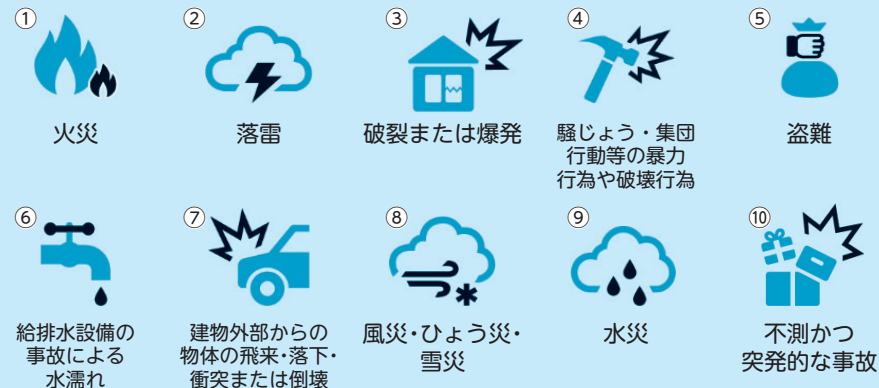 ①
火災
②
落雷
③
破裂または爆発
④
騒じょう・集団
行動等の暴力
行為や破壊行為
⑤
盗難
⑥
給排水設備の
事故による
水濡れ
⑦
建物外部からの
物体の飛来・落下・
衝突または倒壊
⑧
風災・ひょう災・
雪災
⑨
水災
⑩
不測かつ
突発的な事故